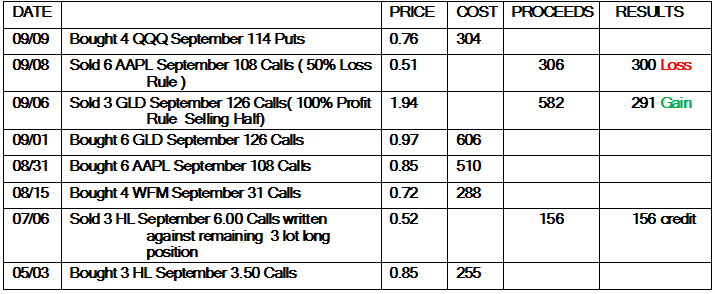 DATE PRICE COST PROCEEDS RESULTS
09/09 Bought 4 QQQ September 114 Puts 0.76 304
09/08 Sold 6 AAPL September 108 Calls ( 50% Loss 0.51 306 300 Loss
Rule )
09/06 Sold 3 GLD September 126 Calls( 100% Profit 1.94 582 291 Gain
Rule Selling Half)
09/01 Bought 6 GLD September 126 Calls 0.97 606
08/31 Bought 6 AAPL September 108 Calls 0.85 510
08/15 Bought 4 WFM September 31 Calls 0.72 288
07/06 Sold 3 HL September 6.00 Calls written 0.52 156 156 credit
against remaining 3 lot long
position
05/03 Bought 3 HL September 3.50 Calls 0.85 255